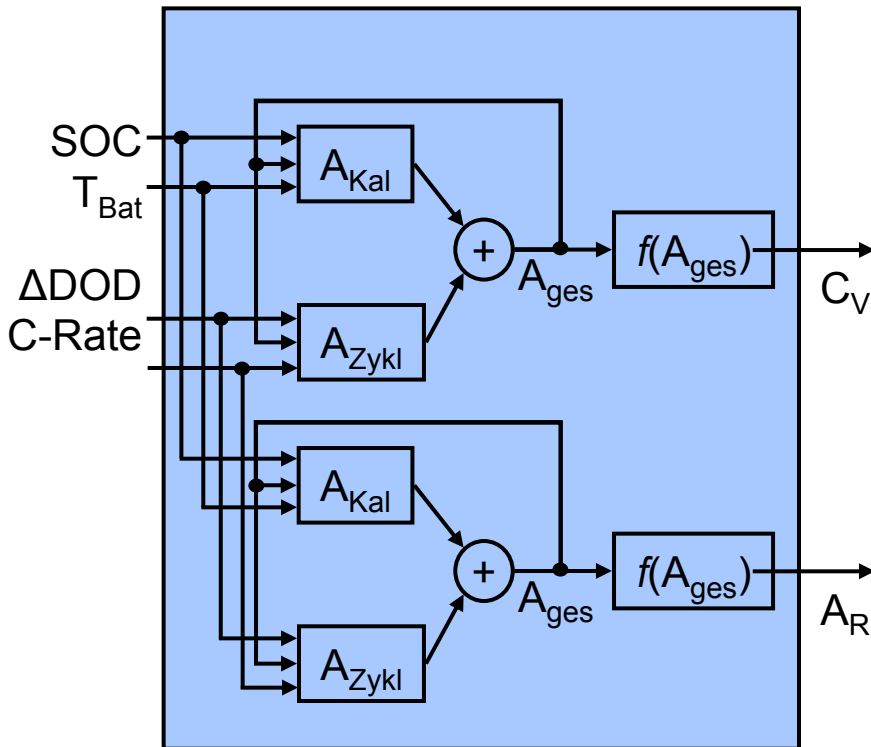 SOC
T_Bat
ΔDOD
C-Rate
A_Kal
+
A_ges
f(A_ges)
C_V
A_Zykl
A_Kal
+
A_ges
f(A_ges)
A_R
A_Zykl